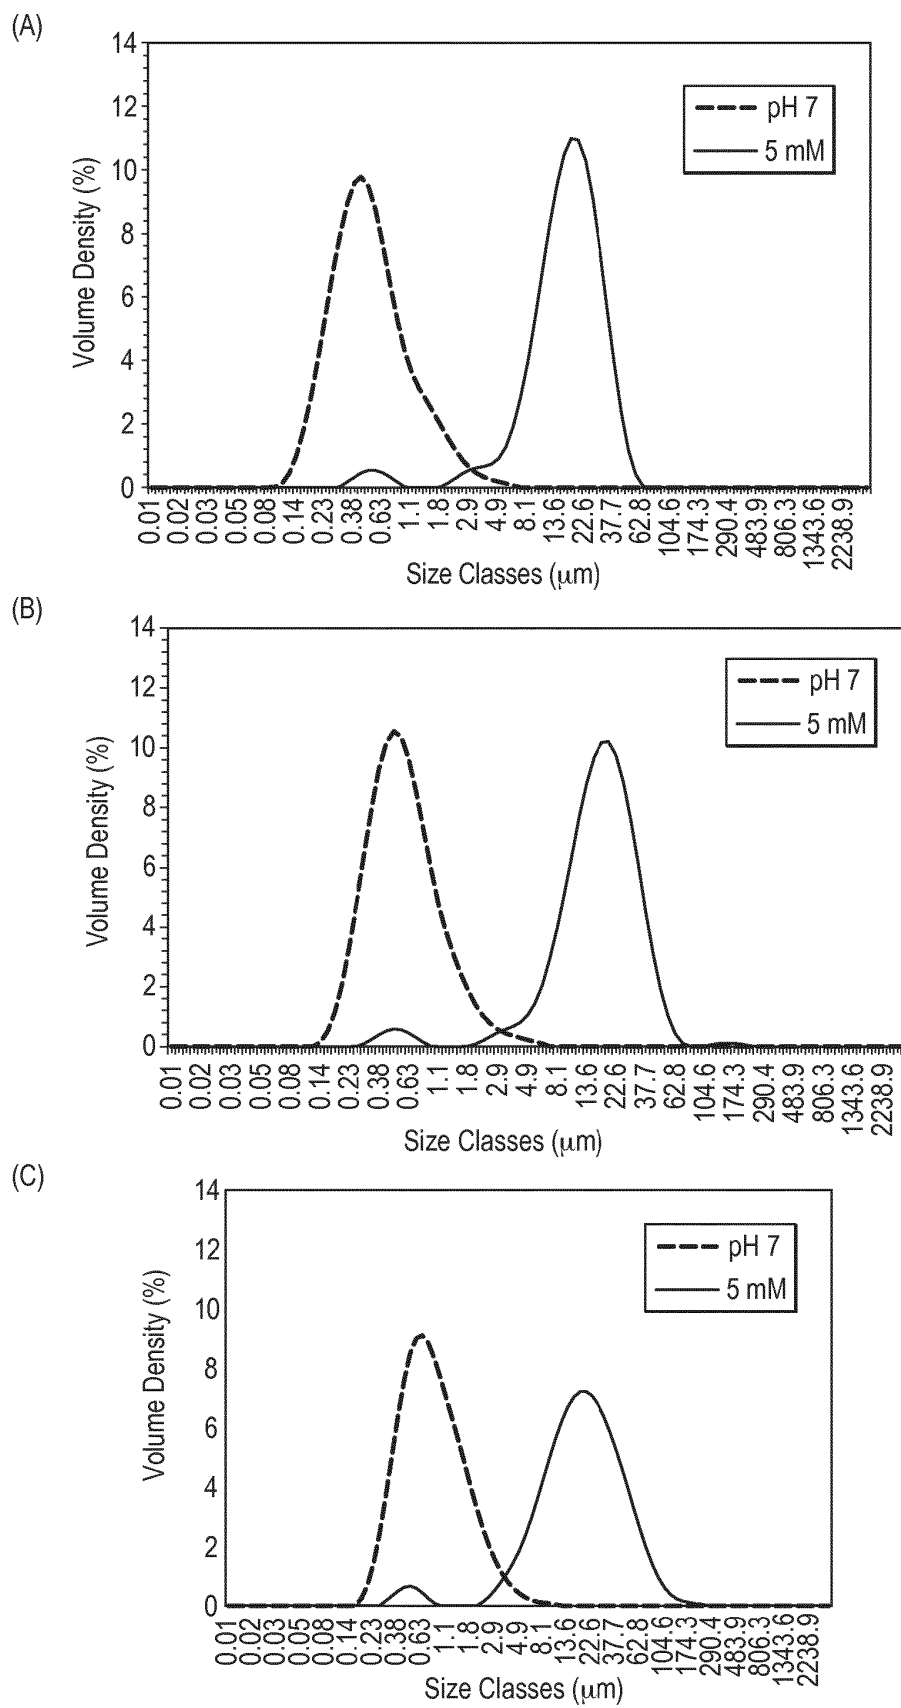 (A)
14
12
10
8
6
4
2
0
Volume Density (%)
pH 7
5 mM
0.01 0.02 0.03 0.05 0.08 0.14 0.23 0.38 0.63 1.1 1.8 2.9 4.9 8.1 13.6 22.6 37.7 62.8 104.6 174.3 290.4 483.9 806.3 1343.6 2238.9
Size Classes (μm)
(B)
14
12
10
8
6
4
2
0
Volume Density (%)
pH 7
5 mM
0.01 0.02 0.03 0.05 0.08 0.14 0.23 0.38 0.63 1.1 1.8 2.9 4.9 8.1 13.6 22.6 37.7 62.8 104.6 174.3 290.4 483.9 806.3 1343.6 2238.9
Size Classes (μm)
(C)
14
12
10
8
6
4
2
0
Volume Density (%)
pH 7
5 mM
0.01 0.02 0.03 0.05 0.08 0.14 0.23 0.38 0.63 1.1 1.8 2.9 4.9 8.1 13.6 22.6 37.7 62.8 104.6 174.3 290.4 483.9 806.3 1343.6 2238.9
Size Classes (μm)